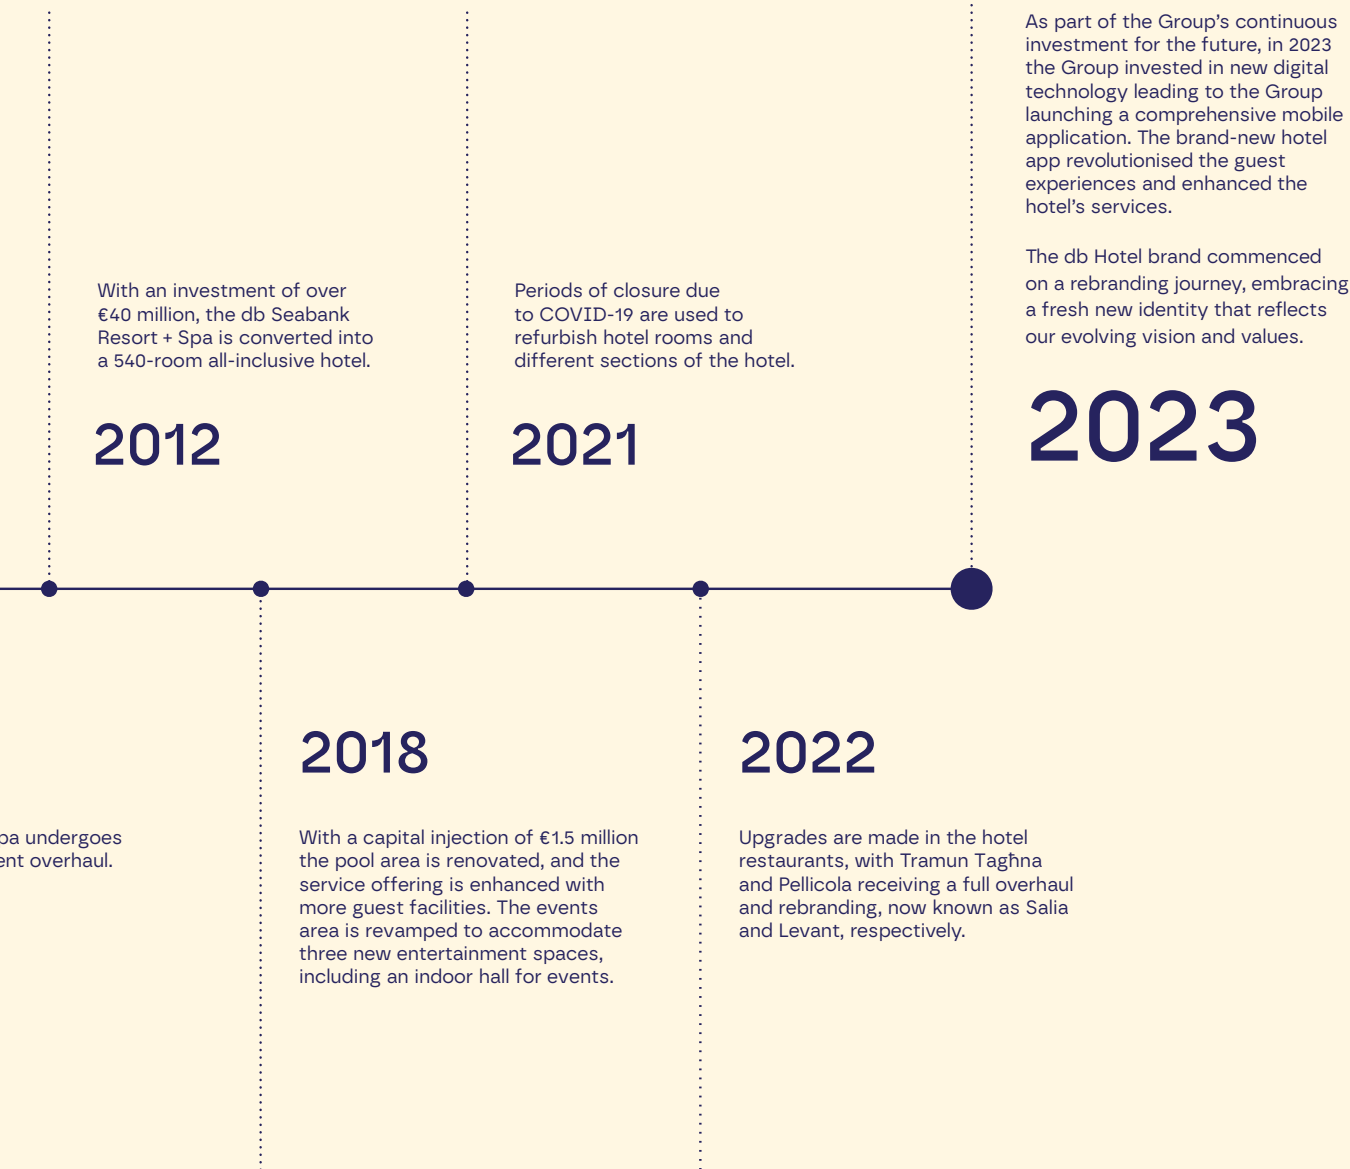 With an investment of over
€40 million, the db Seabank
Resort + Spa is converted into
a 540-room all-inclusive hotel.
2012
Periods of closure due
to COVID-19 are used to
refurbish hotel rooms and
different sections of the hotel.
2021
As part of the Group’s continuous
investment for the future, in 2023
the Group invested in new digital
technology leading to the Group
launching a comprehensive mobile
application. The brand-new hotel
app revolutionised the guest
experiences and enhanced the
hotel’s services.
The db Hotel brand commenced
on a rebranding journey, embracing
a fresh new identity that reflects
our evolving vision and values.
2023
undergoes
overhaul.
2018
With a capital injection of €1.5 million
the pool area is renovated, and the
service offering is enhanced with
more guest facilities. The events
area is revamped to accommodate
three new entertainment spaces,
including an indoor hall for events.
2022
Upgrades are made in the hotel
restaurants, with Tramun Tagħna
and Pellicola receiving a full overhaul
and rebranding, now known as Salia
and Levant, respectively.